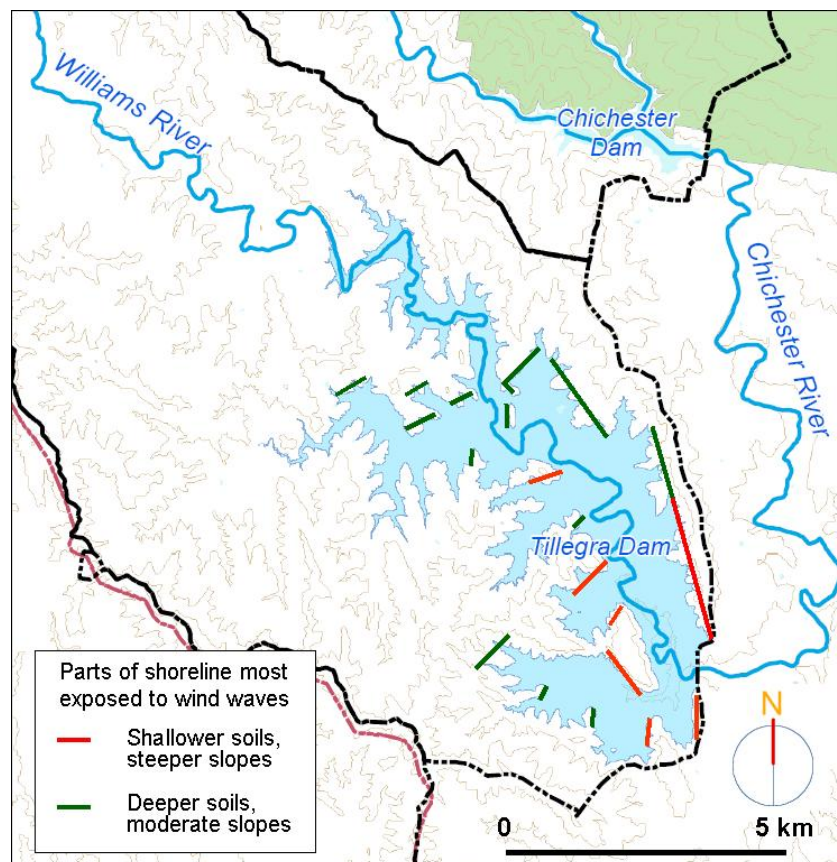 Williams River
Chichester
Dam
Chichester River
Tillegra Dam
Parts of shoreline most
exposed to wind waves
Shallower soils,
steeper slopes
Deeper soils,
moderate slopes
N
0 5 km